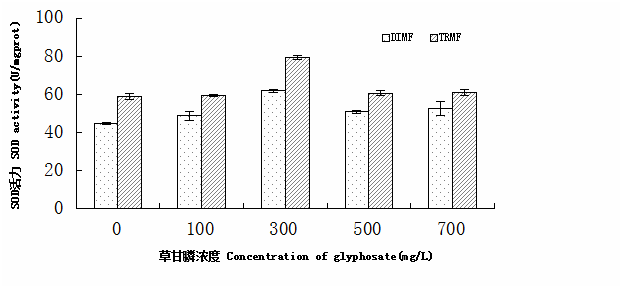 SOD活力 SOD activity(U/mgprot)
100
80
60
40
20
0
DIMF TRMF
0 100 300 500 700
草甘膦浓度 Concentration of glyphosate(mg/L)